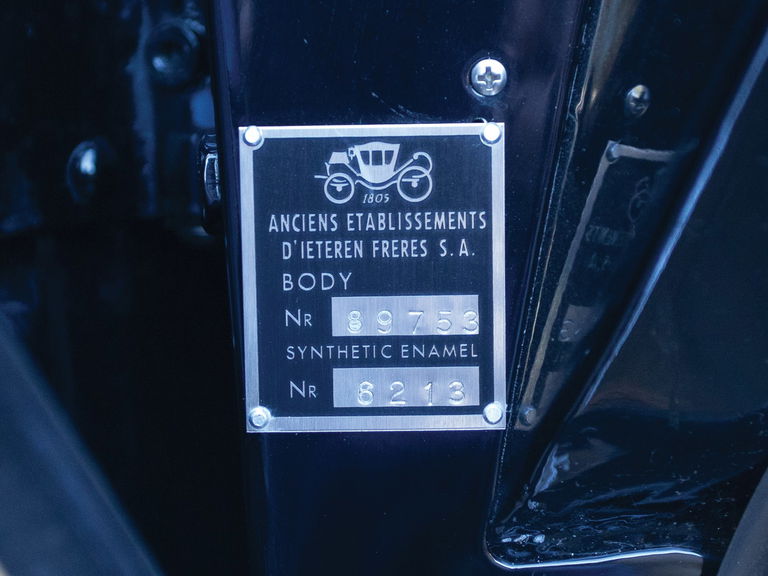 1805
ANCIENS ETABLISSEMENTS
D'IETEREN FRERES S.A.
BODY
NR 89753
SYNTHETIC ENAMEL
NR 6213